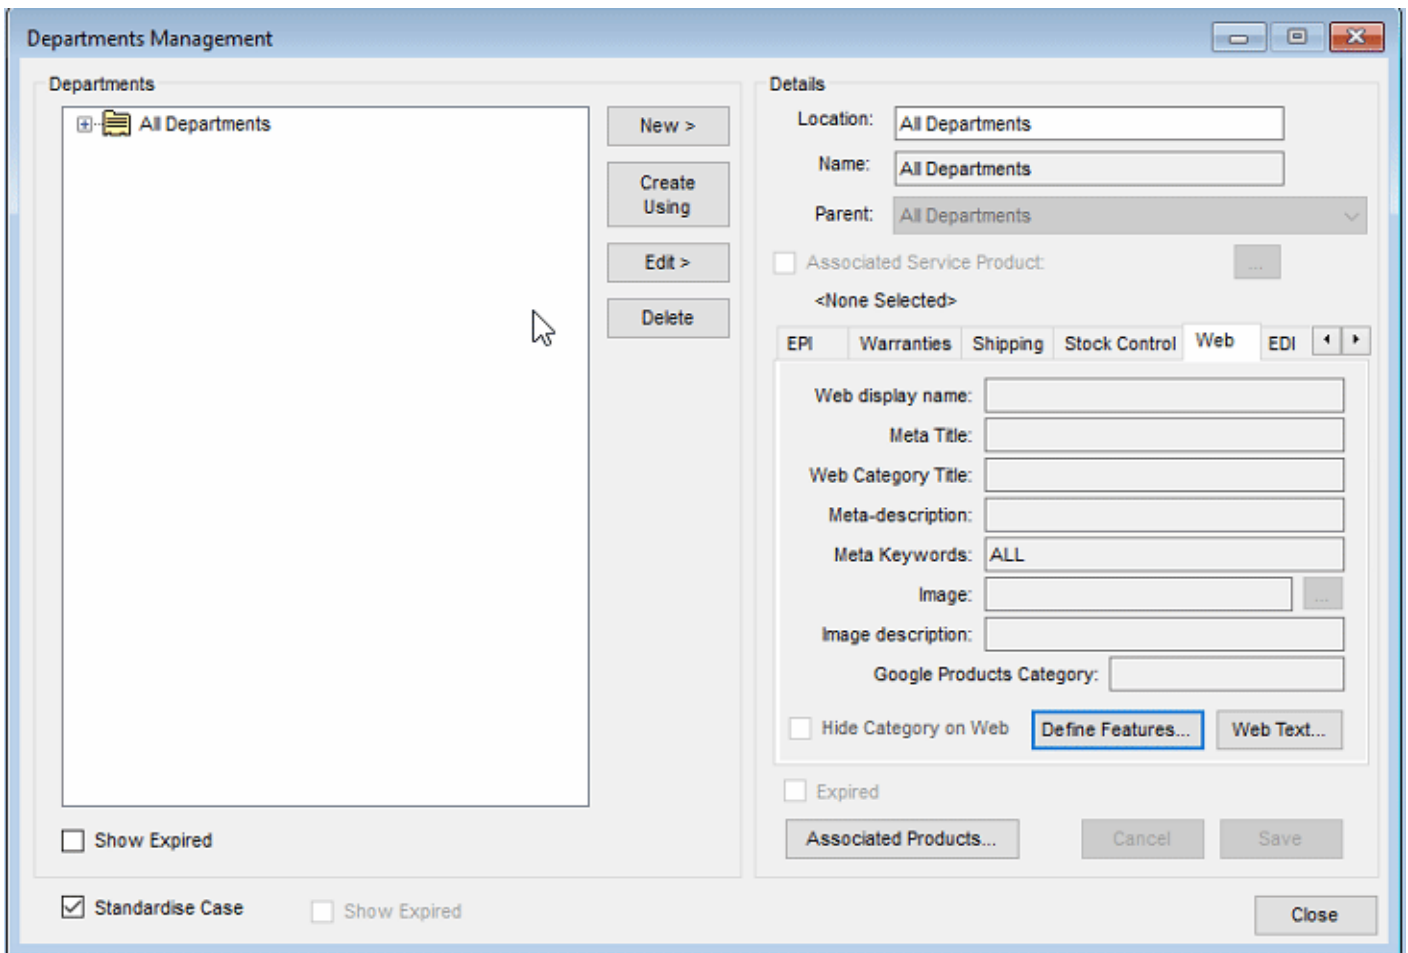 Departments Management
Departments
All Departments
New >
Create
Using
Edit >
Delete
Show Expired
Standardise Case
Show Expired
Details
Location:
All Departments
Name:
All Departments
Parent:
All Departments
Associated Service Product:
...
<None Selected>
EPI Warranties Shipping Stock Control Web EDI
Web display name:
Meta Title:
Web Category Title:
Meta-description:
Meta Keywords: ALL
Image:
...
Image description:
Google Products Category:
Hide Category on Web
Define Features...
Web Text...
Expired
Associated Products...
Cancel
Save
Close